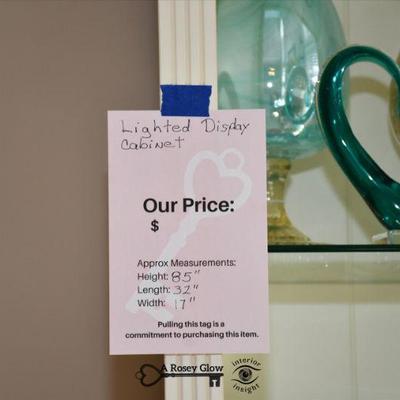 Lighted Display
Cabinet
Our Price:
$
Approx Measurements:
Height: 85"
Length: 32"
Width: 17"
Pulling this tag is a
commitment to purchasing this item.
A Rosey Glow
interior
insight